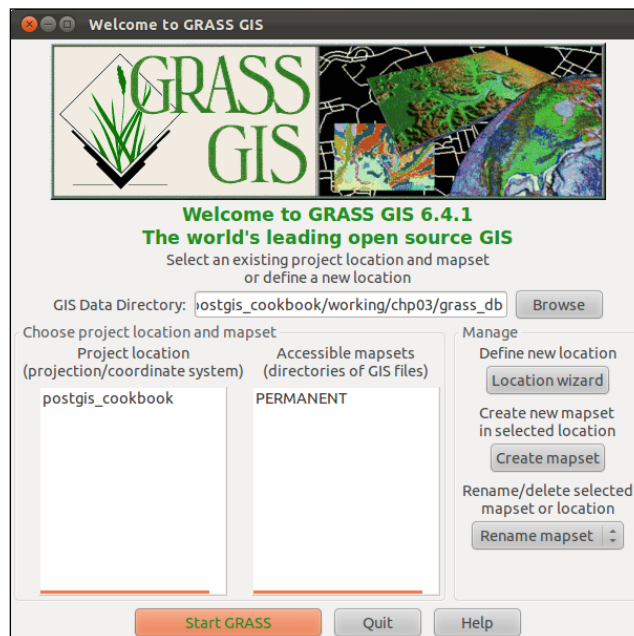 Welcome to GRASS GIS
GRASS
GIS
Welcome to GRASS GIS 6.4.1
The world's leading open source GIS
Select an existing project location and mapset
or define a new location
GIS Data Directory:
postgis_cookbook/working/chp03/grass_db
Browse
Choose project location and mapset
Project location
(projection/coordinate system)
postgis_cookbook
Accessible mapsets
(directories of GIS files)
PERMANENT
Manage
Define new location
Location wizard
Create new mapset
in selected location
Create mapset
Rename/delete selected
mapset or location
Rename mapset
Start GRASS
Quit
Help